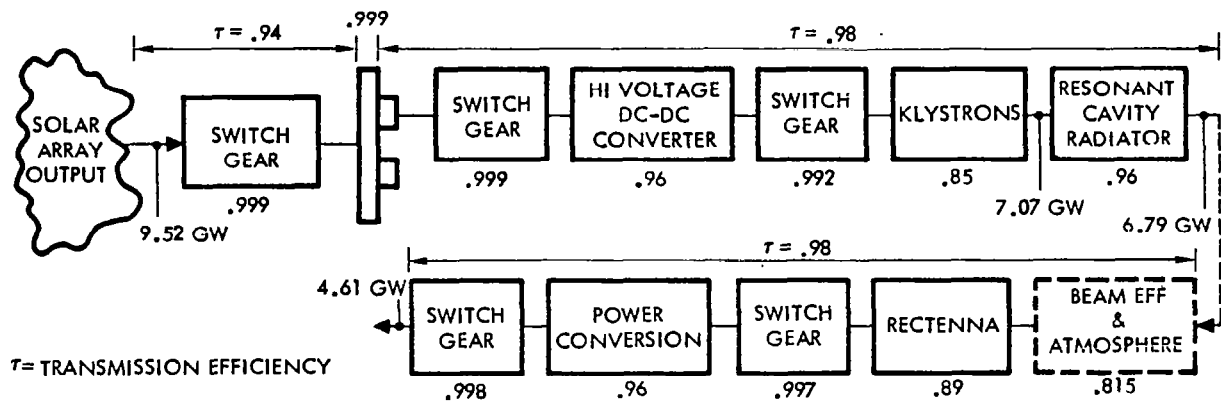 τ = .94
.999
τ = .98
SOLAR
ARRAY
OUTPUT
SWITCH
GEAR
.999
9.52 GW
SWITCH
GEAR
.999
HI VOLTAGE
DC-DC
CONVERTER
.96
SWITCH
GEAR
.992
KLYSTRONS
.85
7.07 GW
RESONANT
CAVITY
RADIATOR
.96
6.79 GW
τ = .98
4.61 GW
SWITCH
GEAR
.998
POWER
CONVERSION
.96
SWITCH
GEAR
.997
RECTENNA
.89
BEAM EFF
&
ATMOSPHERE
.815
τ= TRANSMISSION EFFICIENCY